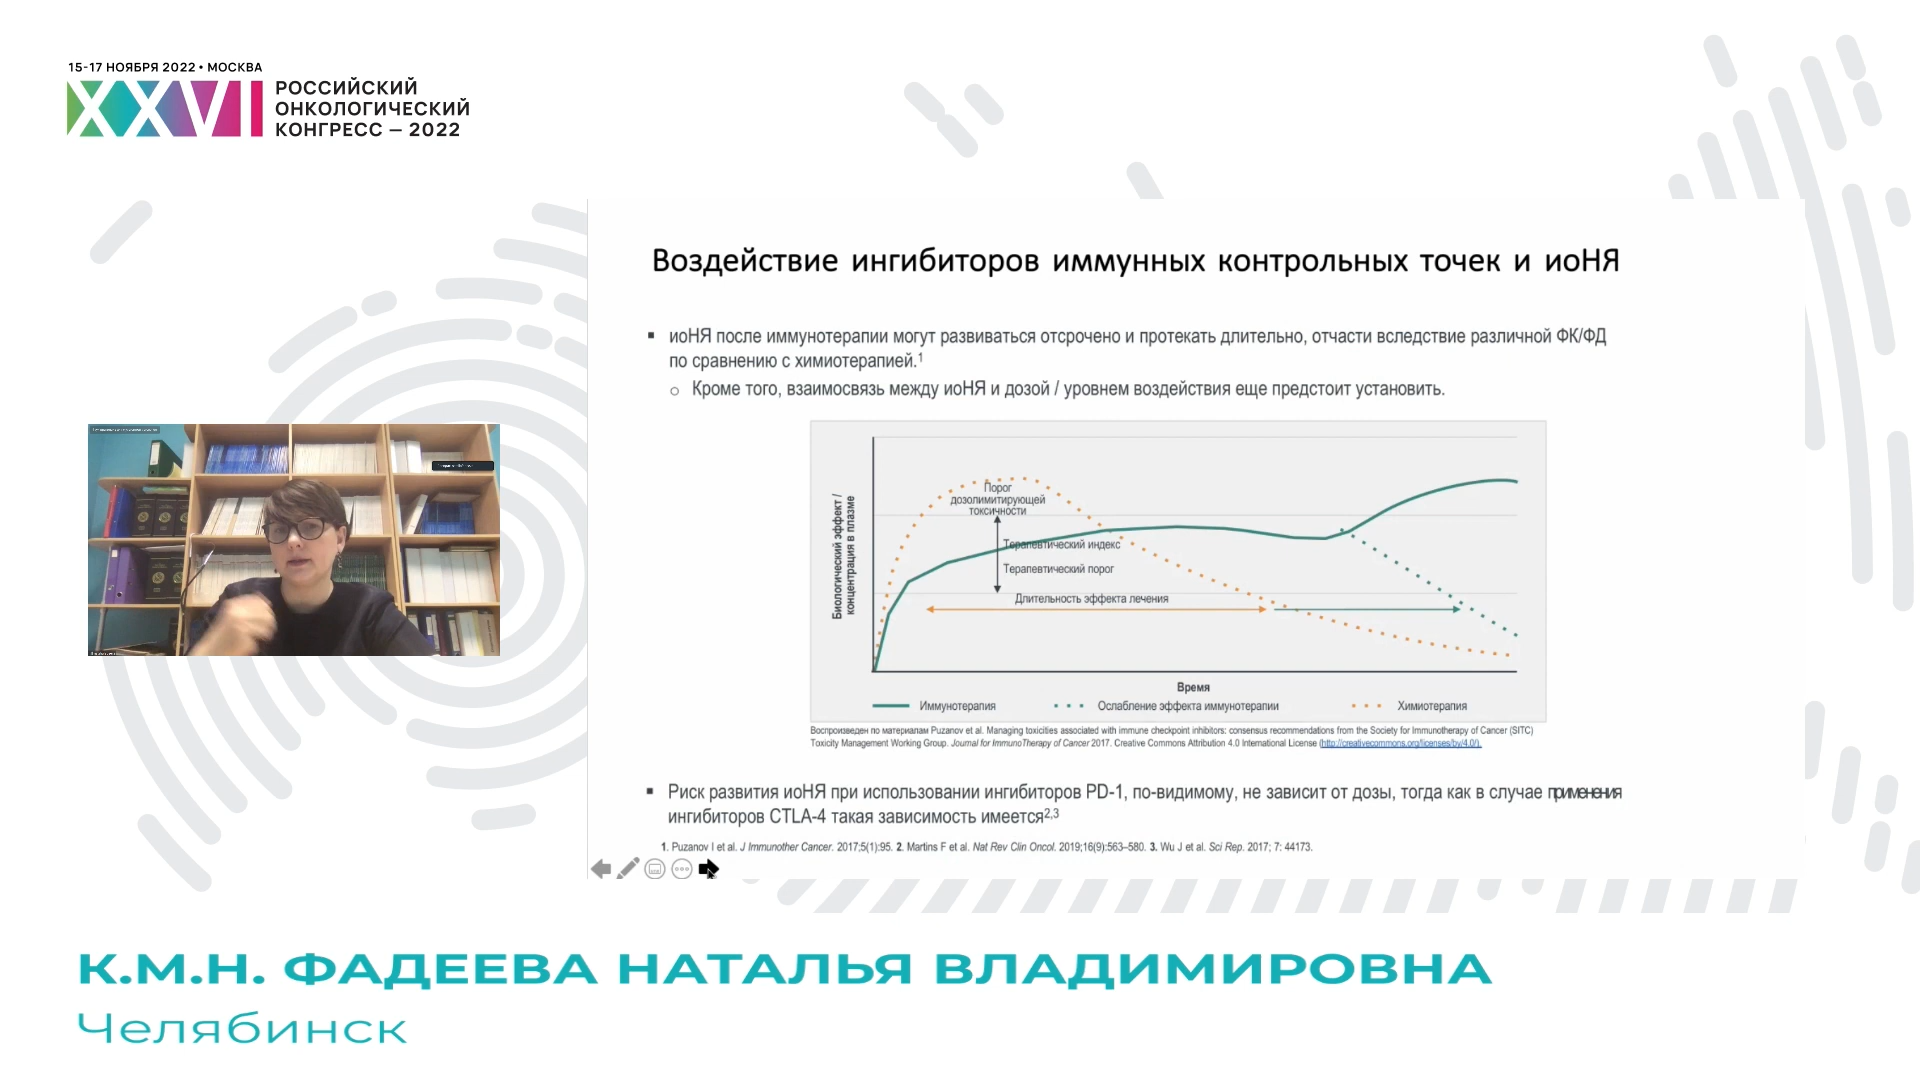 15-17 НОЯБРЯ 2022 • МОСКВА
XXVI
РОССИЙСКИЙ
ОНКОЛОГИЧЕСКИЙ
КОНГРЕСС – 2022
Воздействие ингибиторов иммунных контрольных точек и иоНЯ
▪ иоНЯ после иммунотерапии могут развиваться отсрочено и протекать длительно, отчасти вследствие различной ФК/ФД
по сравнению с химиотерапией.¹
○ Кроме того, взаимосвязь между иоНЯ и дозой / уровнем воздействия еще предстоит установить.
Биологический эффект /
концентрация в плазме
Порог
дозолимитирующей
токсичности
Терапевтический индекс
Терапевтический порог
Длительность эффекта лечения
Время
Иммунотерапия
Ослабление эффекта иммунотерапии
Химиотерапия
Воспроизведен по материалам Puzanov et al. Managing toxicities associated with immune checkpoint inhibitors: consensus recommendations from the Society for Immunotherapy of Cancer (SITC)
Toxicity Management Working Group. Journal for ImmunoTherapy of Cancer 2017. Creative Commons Attribution 4.0 International License (http://creativecommons.org/licenses/by/4.0/).
▪ Риск развития иоНЯ при использовании ингибиторов PD-1, по-видимому, не зависит от дозы, тогда как в случае применения
ингибиторов CTLA-4 такая зависимость имеется²,³
1. Puzanov I et al. J Immunother Cancer. 2017;5(1):95. 2. Martins F et al. Nat Rev Clin Oncol. 2019;16(9):563–580. 3. Wu J et al. Sci Rep. 2017; 7: 44173.
К.М.Н. ФАДЕЕВА НАТАЛЬЯ ВЛАДИМИРОВНА
Челябинск